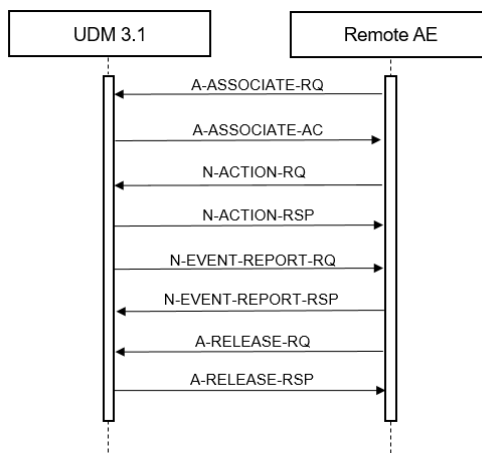 UDM 3.1
Remote AE
A-ASSOCIATE-RQ
A-ASSOCIATE-AC
N-ACTION-RQ
N-ACTION-RSP
N-EVENT-REPORT-RQ
N-EVENT-REPORT-RSP
A-RELEASE-RQ
A-RELEASE-RSP